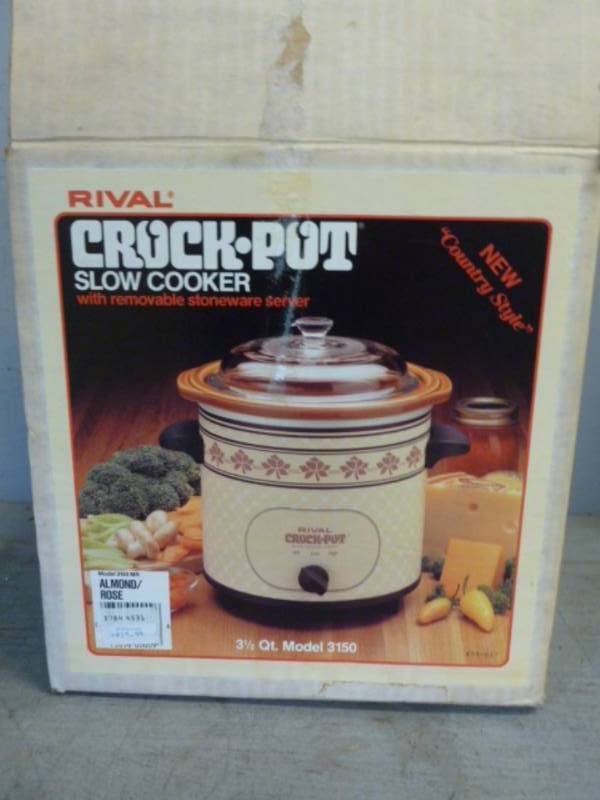 RIVAL®
CROCK•POT®
SLOW COOKER
with removable stoneware server
NEW
"Country Style"
RIVAL
CROCK•POT
ALMOND/
ROSE
3½ Qt. Model 3150